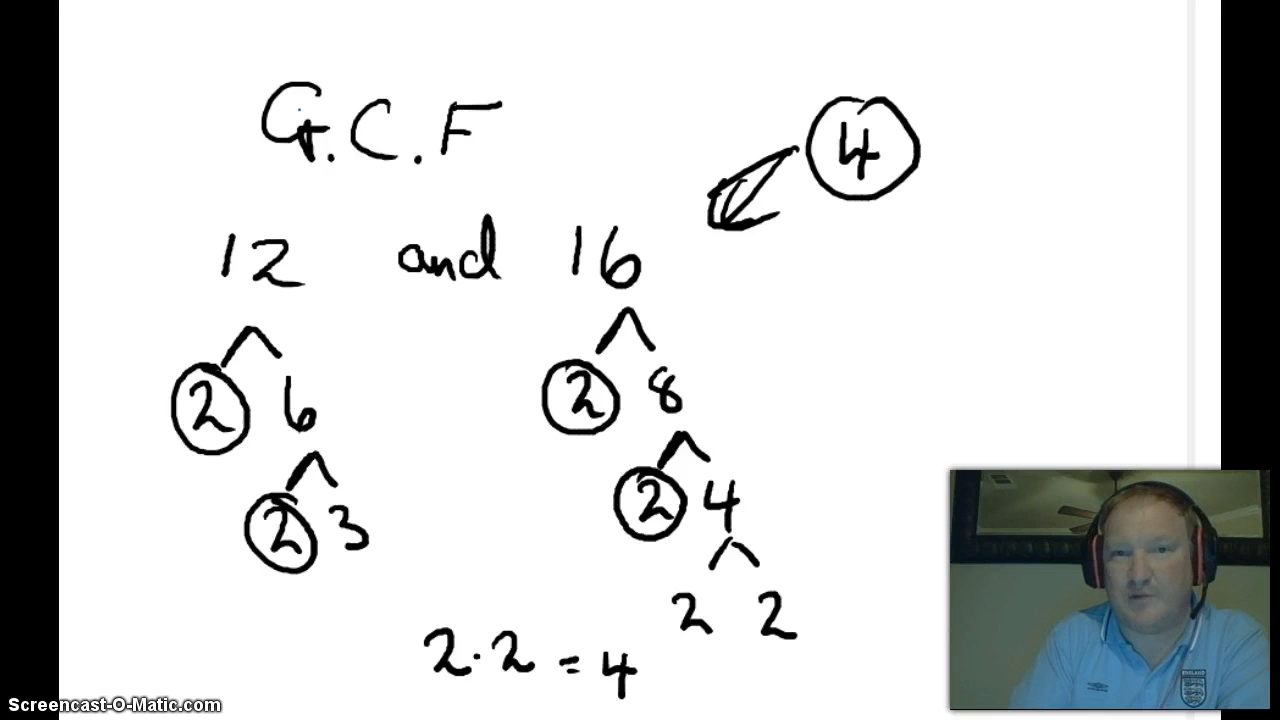 G.C.F
4
12 and 16
2 6
2 8
2 3
2 4
2 2
2·2 = 4
ENGLAND
Screencast-O-Matic.com